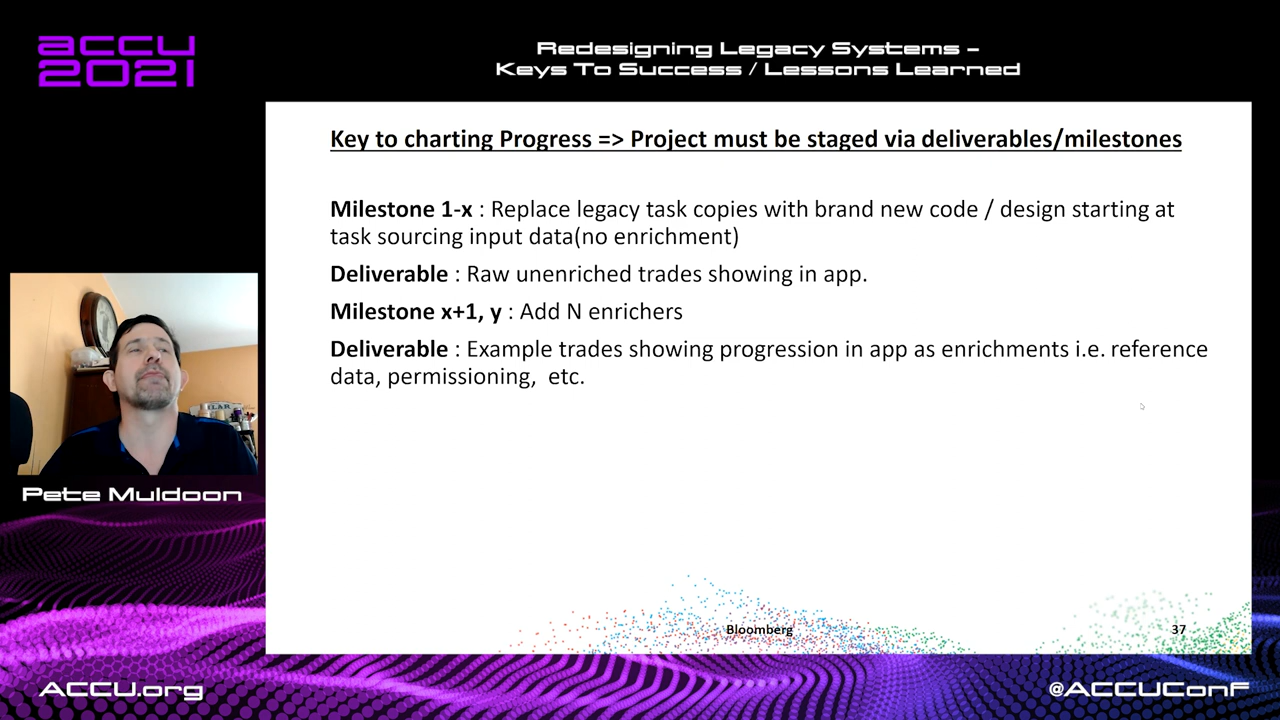 accu
2021
Redesigning Legacy Systems –
Keys To Success / Lessons Learned
Key to charting Progress => Project must be staged via deliverables/milestones
Milestone 1-x : Replace legacy task copies with brand new code / design starting at
task sourcing input data(no enrichment)
Deliverable : Raw unenriched trades showing in app.
Milestone x+1, y : Add N enrichers
Deliverable : Example trades showing progression in app as enrichments i.e. reference
data, permissioning,  etc.
Pete Muldoon
Bloomberg
37
ACCU.org
@ACCUConf